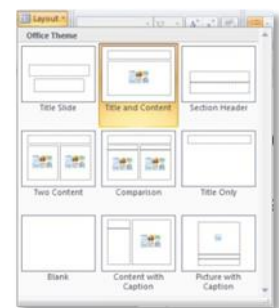 Layout
Office Theme
Title Slide
Title and Content
Section Header
Two Content
Comparison
Title Only
Blank
Content with
Caption
Picture with
Caption